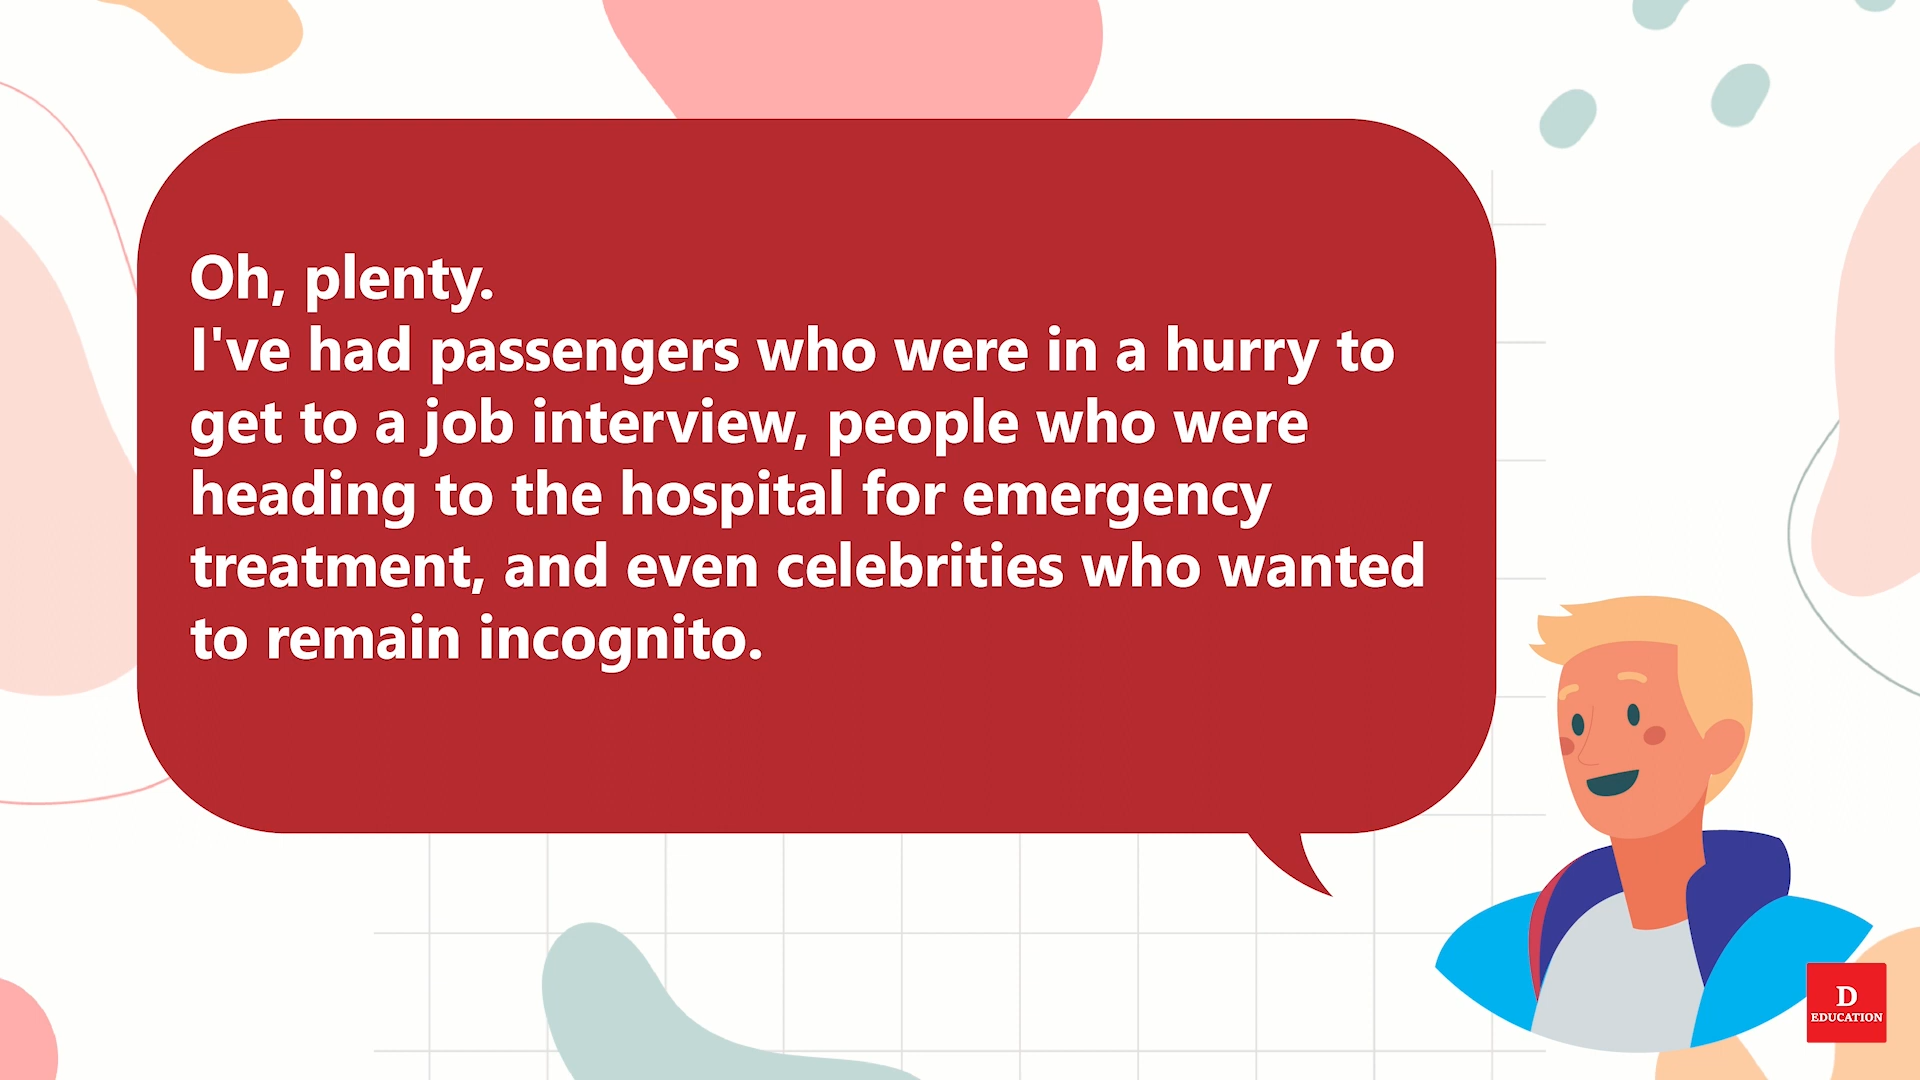 Oh, plenty.
I've had passengers who were in a hurry to
get to a job interview, people who were
heading to the hospital for emergency
treatment, and even celebrities who wanted
to remain incognito.
D
EDUCATION